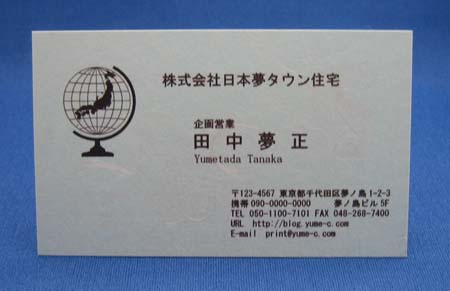 株式会社日本夢タウン住宅
企画営業
田中夢正
Yumetada Tanaka
〒123-4567 東京都千代田区夢ノ島1-2-3
携帯 090-0000-0000 夢ノ島ビル 5F
TEL 050-1100-7101 FAX 048-268-7400
URL http://blog.yume-c.com
E-mail print@yume-c.com